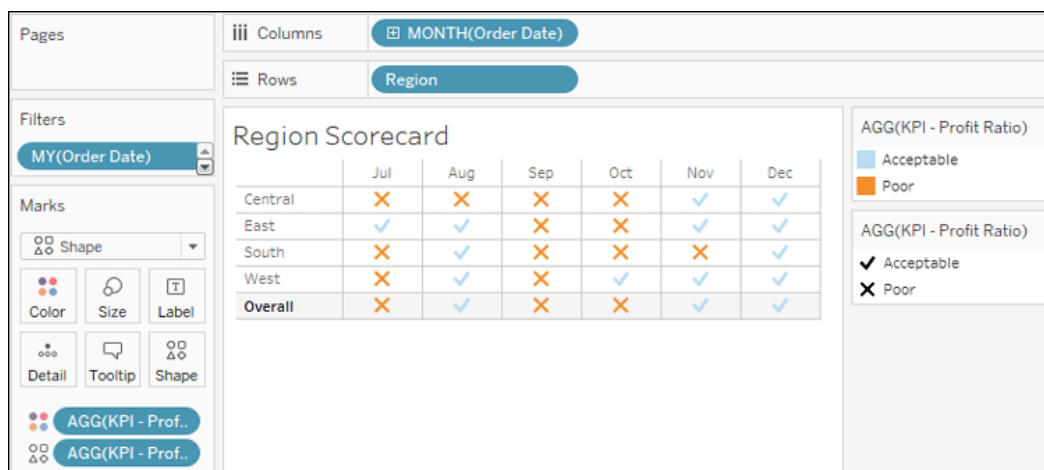 Pages
Columns
MONTH(Order Date)
Rows
Region
Filters
MY(Order Date)
Marks
Shape
Color Size Label
Detail Tooltip Shape
AGG(KPI - Prof..
AGG(KPI - Prof..
Region Scorecard
Jul Aug Sep Oct Nov Dec
Central
East
South
West
Overall
AGG(KPI - Profit Ratio)
Acceptable
Poor
AGG(KPI - Profit Ratio)
Acceptable
Poor